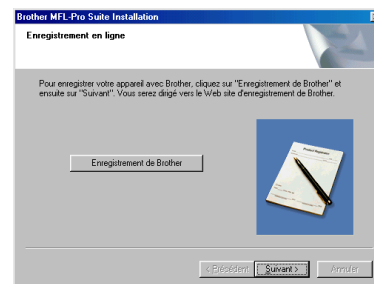 Brother MFL-Pro Suite Installation
Enregistrement en ligne
Pour enregistrer votre appareil avec Brother, cliquez sur "Enregistrement de Brother" et
ensuite sur "Suivant". Vous serez dirigé vers le Web site d'enregistrement de Brother.
Enregistrement de Brother
< Précédent
Suivant >
Annuler